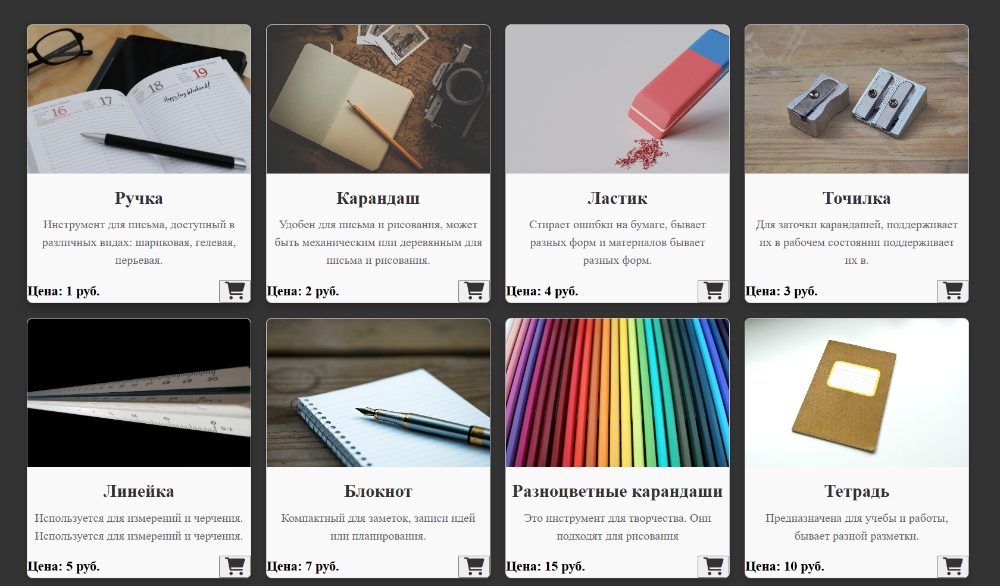 16
17
18
19
Happy Long Weekend!
minolta
Ручка
Инструмент для письма, доступный в
различных видах: шариковая, гелевая,
перьевая.
Цена: 1 руб.
Карандаш
Удобен для письма и рисования, может
быть механическим или деревянным для
письма и рисования.
Цена: 2 руб.
Ластик
Стирает ошибки на бумаге, бывает
разных форм и материалов бывает
разных форм.
Цена: 4 руб.
Точилка
Для заточки карандашей, поддерживает
их в рабочем состоянии поддерживает
их в.
Цена: 3 руб.
28
29
30
Линейка
Используется для измерений и черчения.
Используется для измерений и черчения.
Цена: 5 руб.
Блокнот
Компактный для заметок, записи идей
или планирования.
Цена: 7 руб.
Разноцветные карандаши
Это инструмент для творчества. Они
подходят для рисования
Цена: 15 руб.
Тетрадь
Предназначена для учебы и работы,
бывает разной разметки.
Цена: 10 руб.